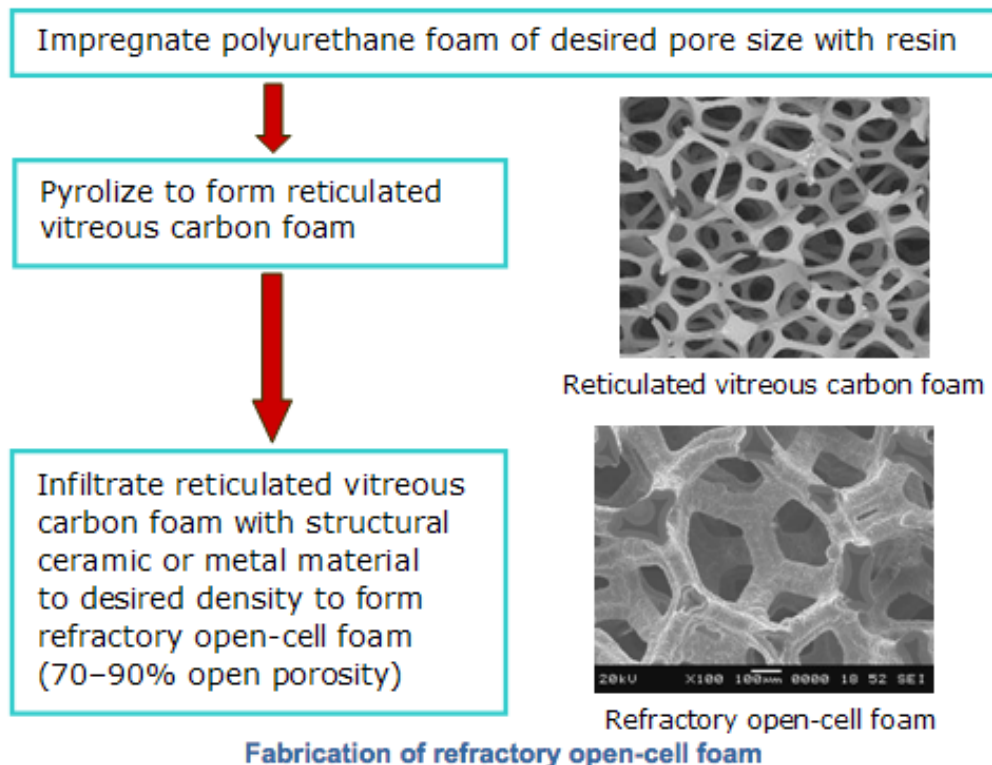 Impregnate polyurethane foam of desired pore size with resin
Pyrolize to form reticulated
vitreous carbon foam
Reticulated vitreous carbon foam
Infiltrate reticulated vitreous
carbon foam with structural
ceramic or metal material
to desired density to form
refractory open-cell foam
(70–90% open porosity)
20kU X100 100μm 0000 18 52 SEI
Refractory open-cell foam
Fabrication of refractory open-cell foam